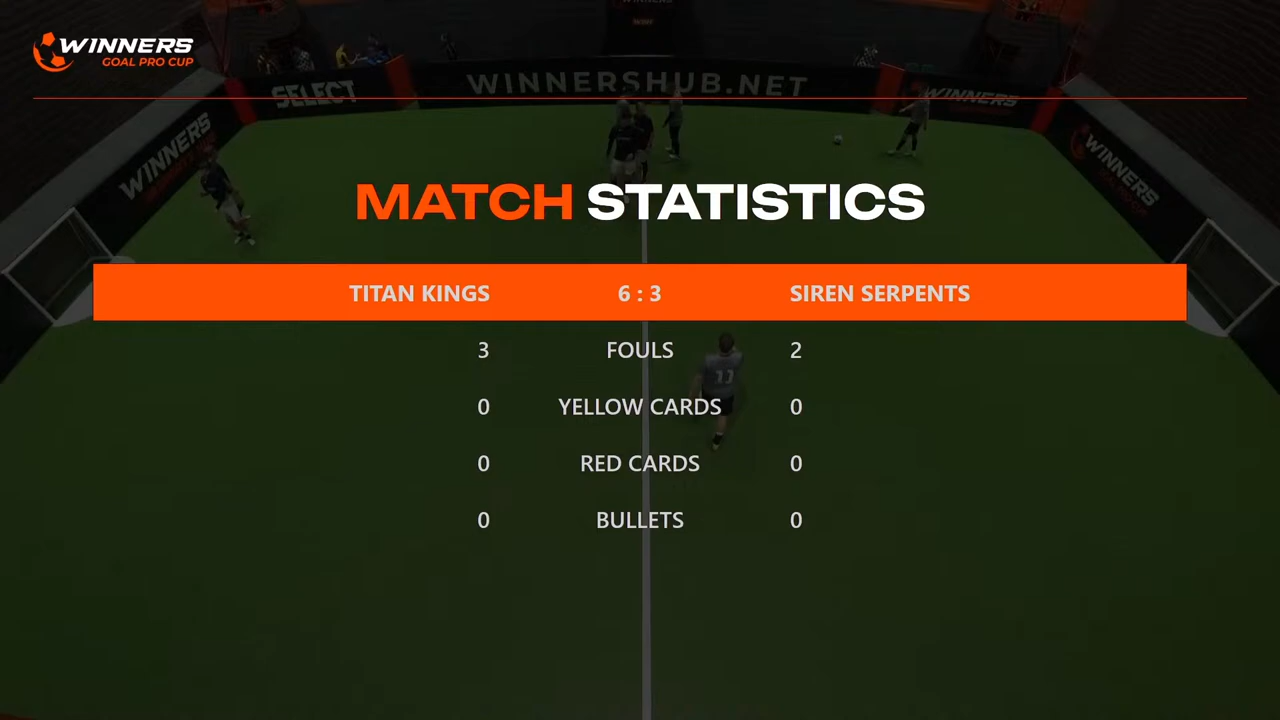 WINNERS
GOAL PRO CUP
WINNERSHUB.NET
SELECT
WINNERS
WINNERS
WINNERS
MATCH STATISTICS
TITAN KINGS 6 : 3 SIREN SERPENTS
3 FOULS 2
11
0 YELLOW CARDS 0
0 RED CARDS 0
0 BULLETS 0